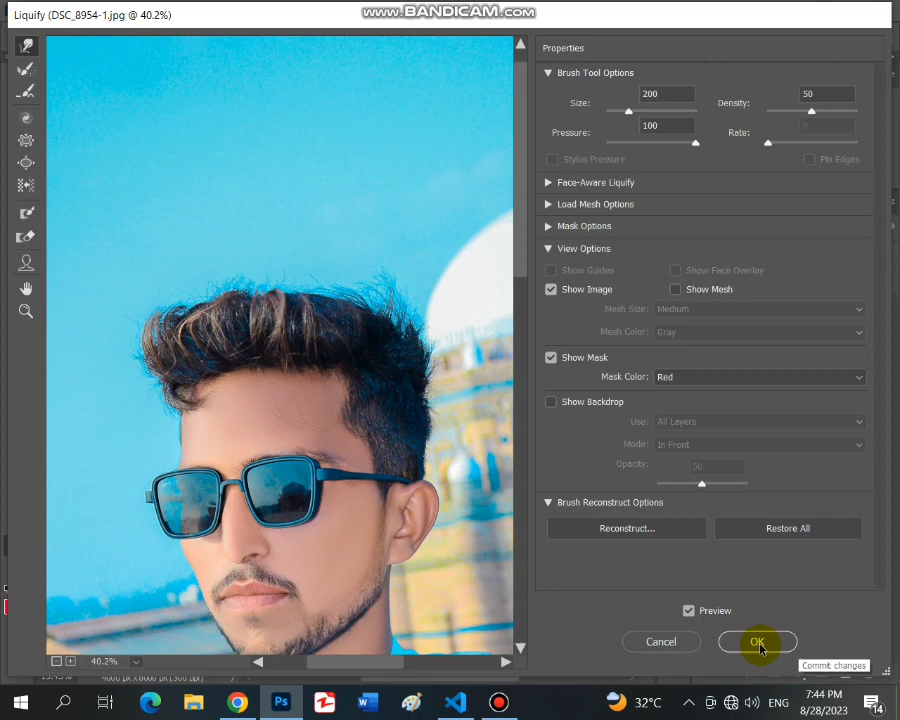 www.BANDICAM.com
Liquify (DSC_8954-1.jpg @ 40.2%)
Properties
Brush Tool Options
Size: 200 Density: 50
Pressure: 100 Rate: 0
Stylus Pressure Pin Edges
Face-Aware Liquify
Load Mesh Options
Mask Options
View Options
Show Guides Show Face Overlay
Show Image Show Mesh
Mesh Size: Medium
Mesh Color: Gray
Show Mask
Mask Color: Red
Show Backdrop
Use: All Layers
Mode: In Front
Opacity: 50
Brush Reconstruct Options
Reconstruct... Restore All
Preview
Cancel OK
40.2%
Commit changes
Ps
W
32°C
ENG
7:44 PM
8/28/2023
14